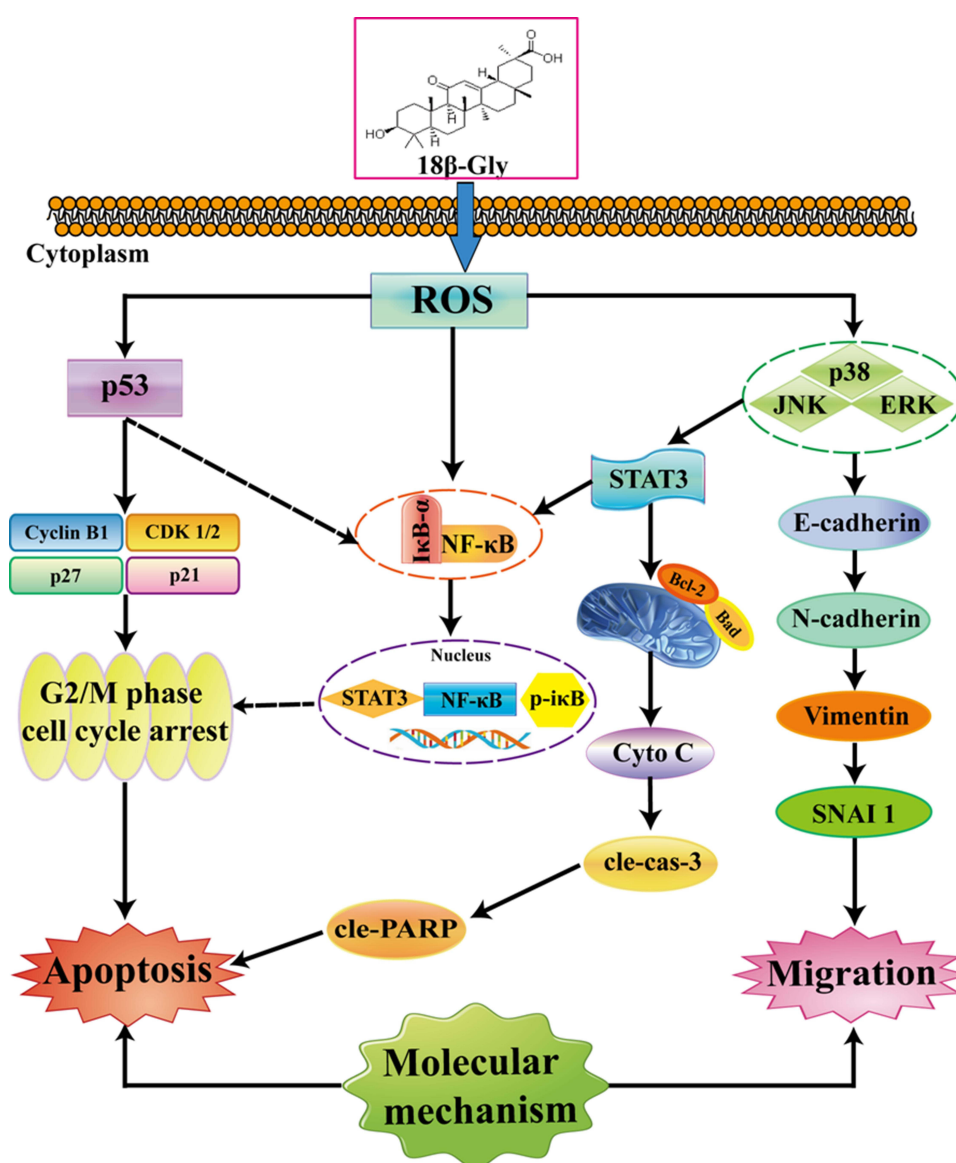 O
OH
H
O
H
HO
H
18β-Gly
Cytoplasm
ROS
p53
p38
JNK
ERK
STAT3
IκB-α
NF-κB
Cyclin B1
CDK 1/2
p27
p21
E-cadherin
Bcl-2
Bad
N-cadherin
Nucleus
STAT3
NF-κB
p-iκB
G2/M phase
cell cycle arrest
Vimentin
Cyto C
SNAI 1
cle-cas-3
cle-PARP
Apoptosis
Migration
Molecular
mechanism